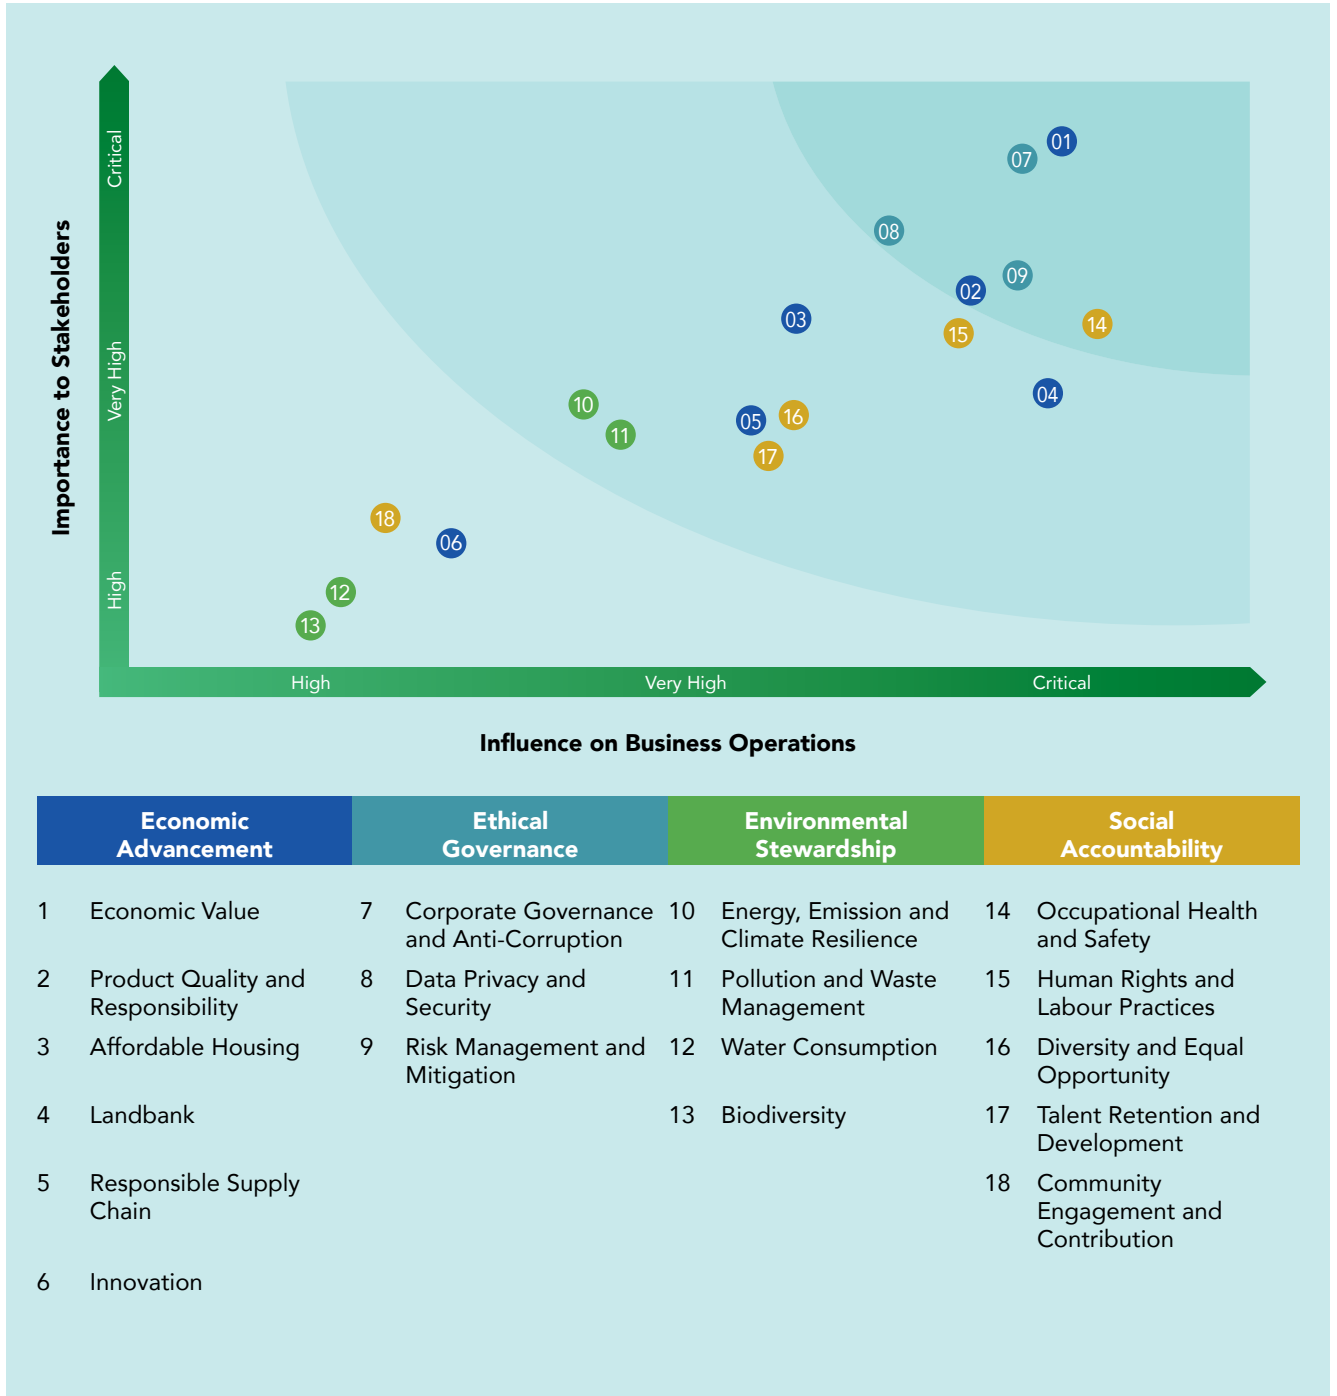 Importance to Stakeholders
Critical
Very High
High
01
07
08
09
02
03
14
15
04
10
16
05
11
17
18
06
12
13
High Very High Critical
Influence on Business Operations
Economic
Advancement
1 Economic Value
2 Product Quality and
Responsibility
3 Affordable Housing
4 Landbank
5 Responsible Supply
Chain
6 Innovation
Ethical
Governance
7 Corporate Governance
and Anti-Corruption
8 Data Privacy and
Security
9 Risk Management and
Mitigation
Environmental
Stewardship
10 Energy, Emission and
Climate Resilience
11 Pollution and Waste
Management
12 Water Consumption
13 Biodiversity
Social
Accountability
14 Occupational Health
and Safety
15 Human Rights and
Labour Practices
16 Diversity and Equal
Opportunity
17 Talent Retention and
Development
18 Community
Engagement and
Contribution